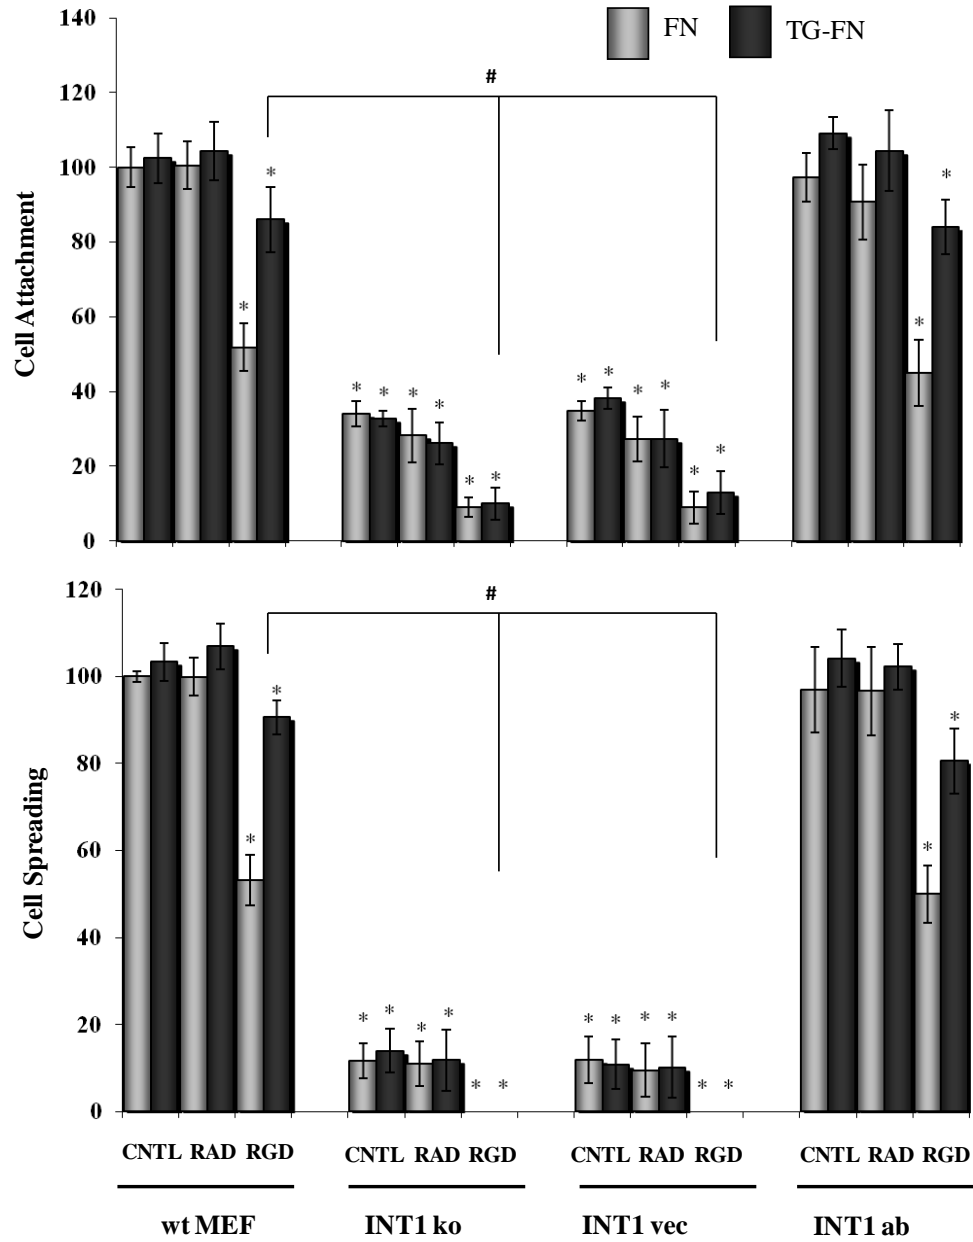 FN TG-FN
140
120
100
80
60
40
20
0
Cell Attachment
#
* *
* * * * * *
* * * * * *
* *
120
100
80
60
40
20
0
Cell Spreading
#
* *
* * * * * *
* * * * * *
* *
CNTL RAD RGD CNTL RAD RGD CNTL RAD RGD CNTL RAD RGD
wt MEF INT1 ko INT1 vec INT1 ab